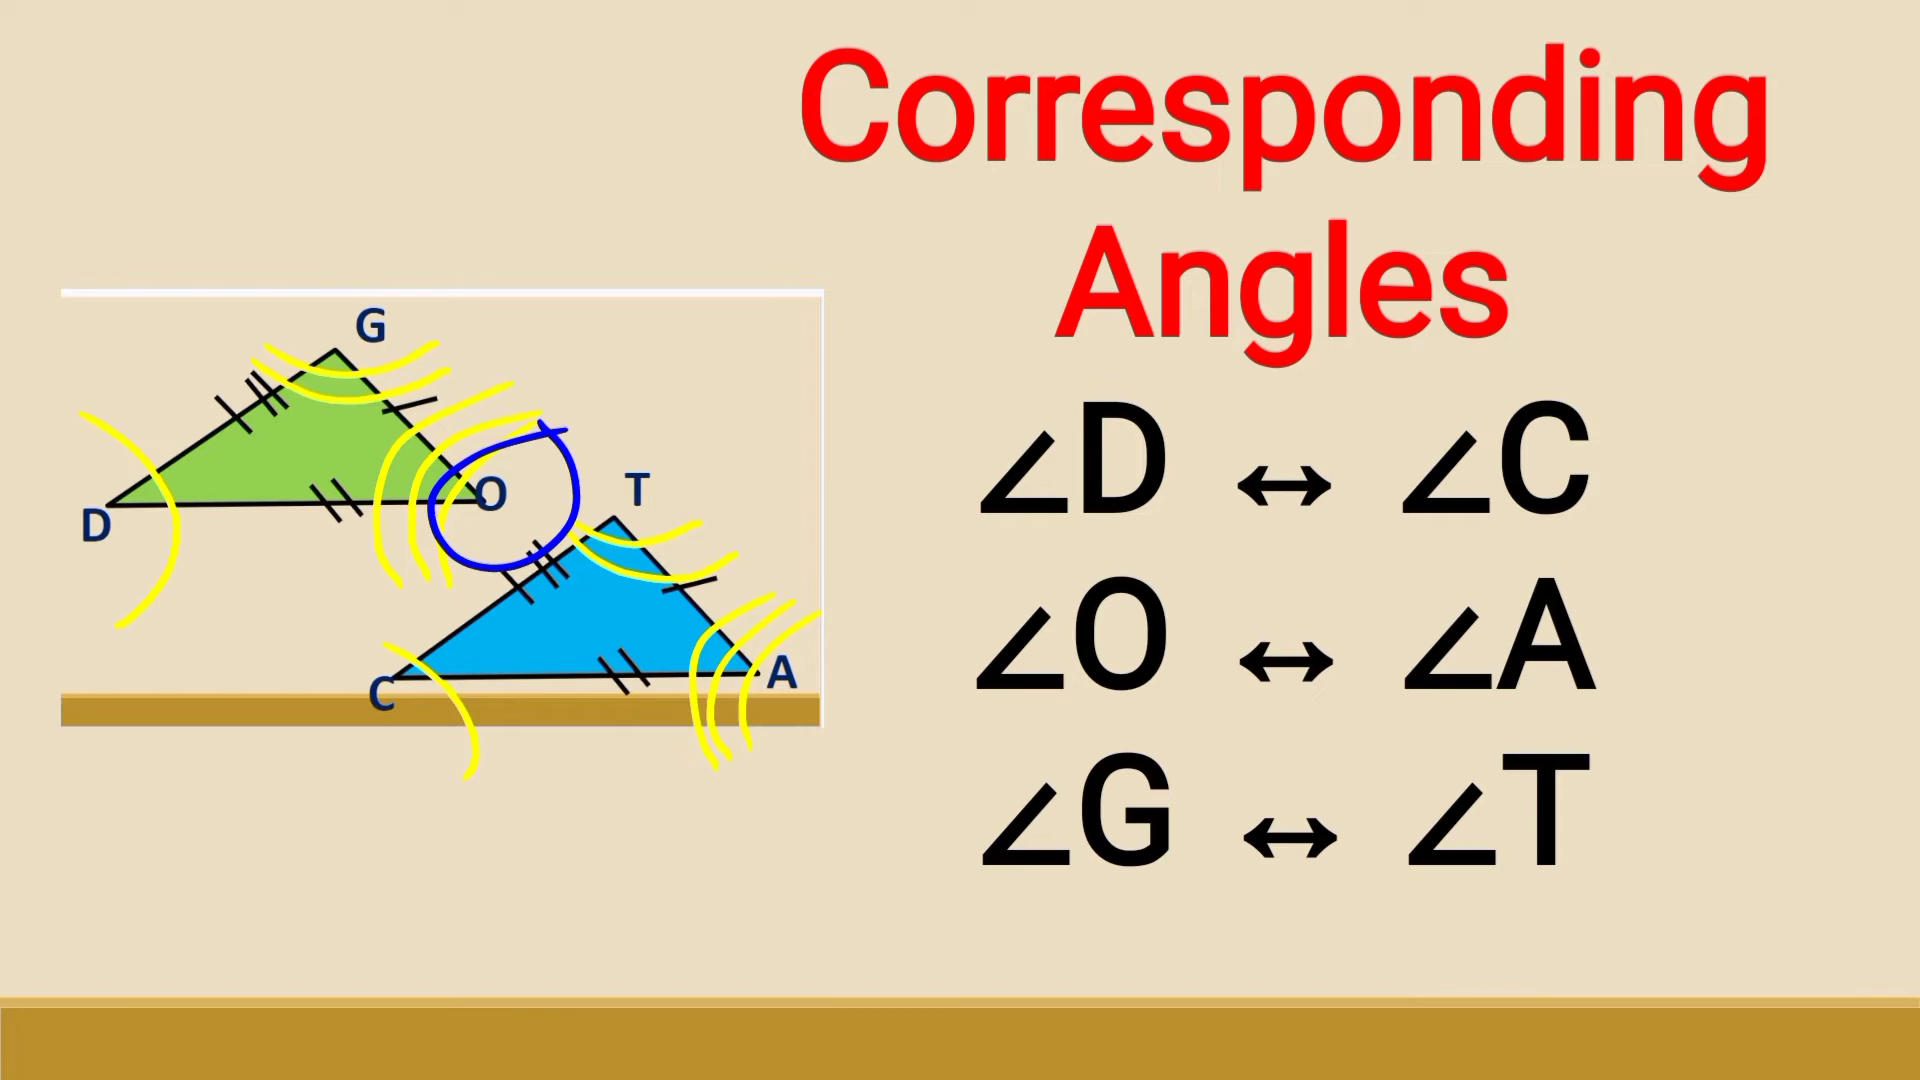 Corresponding
Angles
∠D ↔ ∠C
∠O ↔ ∠A
∠G ↔ ∠T
G
D
O
T
C
A